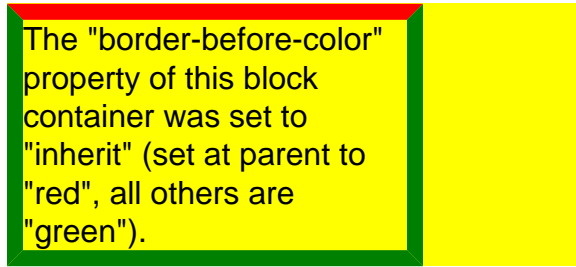 The "border-before-color"
property of this block
container was set to
"inherit" (set at parent to
"red", all others are
"green").